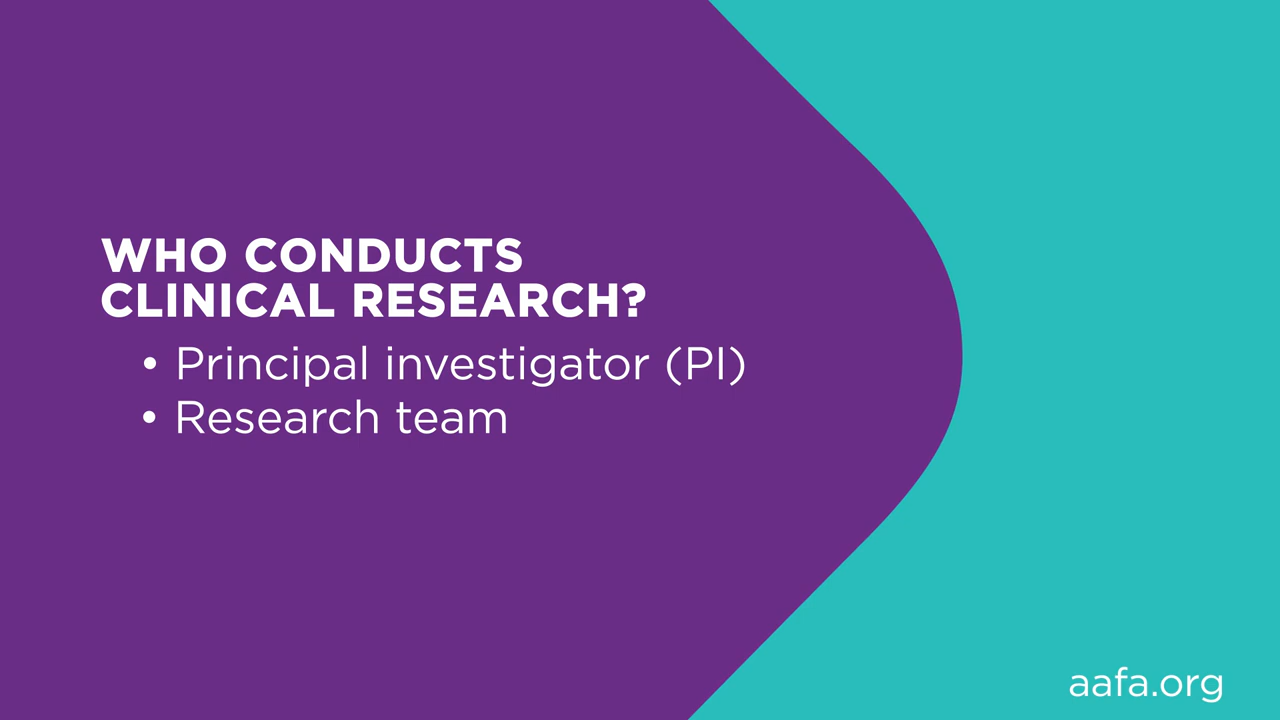 WHO CONDUCTS
CLINICAL RESEARCH?
• Principal investigator (PI)
• Research team
aafa.org